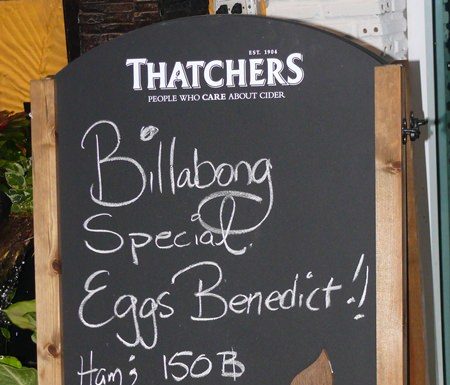 EST. 1904
THATCHERS
PEOPLE WHO CARE ABOUT CIDER
Billabong
Special.
Eggs Benedict!!
Ham; 150฿